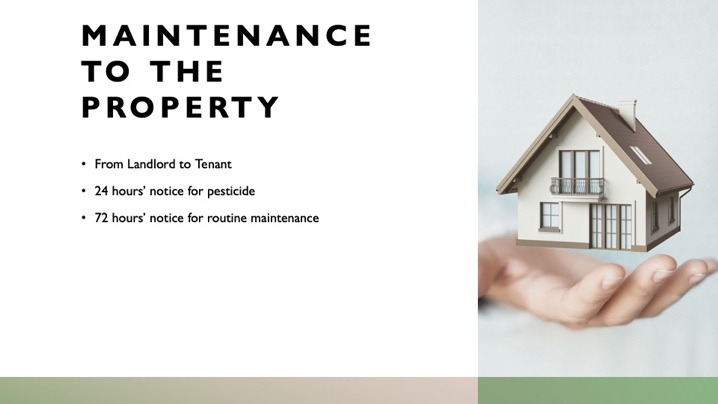 MAINTENANCE
TO THE
PROPERTY
• From Landlord to Tenant
• 24 hours’ notice for pesticide
• 72 hours’ notice for routine maintenance